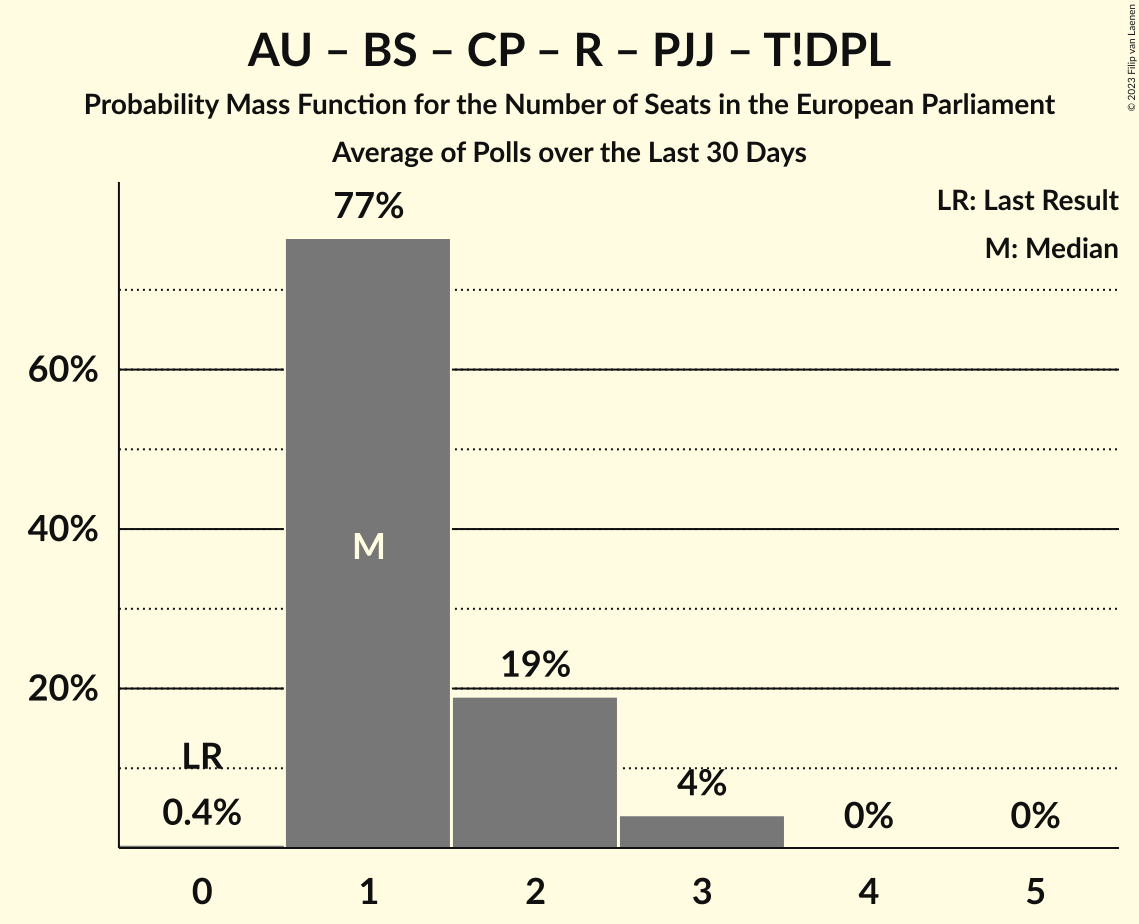 AU – BS – CP – R – PJJ – T!DPL
Probability Mass Function for the Number of Seats in the European Parliament
Average of Polls over the Last 30 Days
© 2023 Filip van Laenen
LR: Last Result
M: Median
77%
60%
M
40%
19%
20%
LR
4%
0.4%
0%
0%
0
1
2
3
4
5